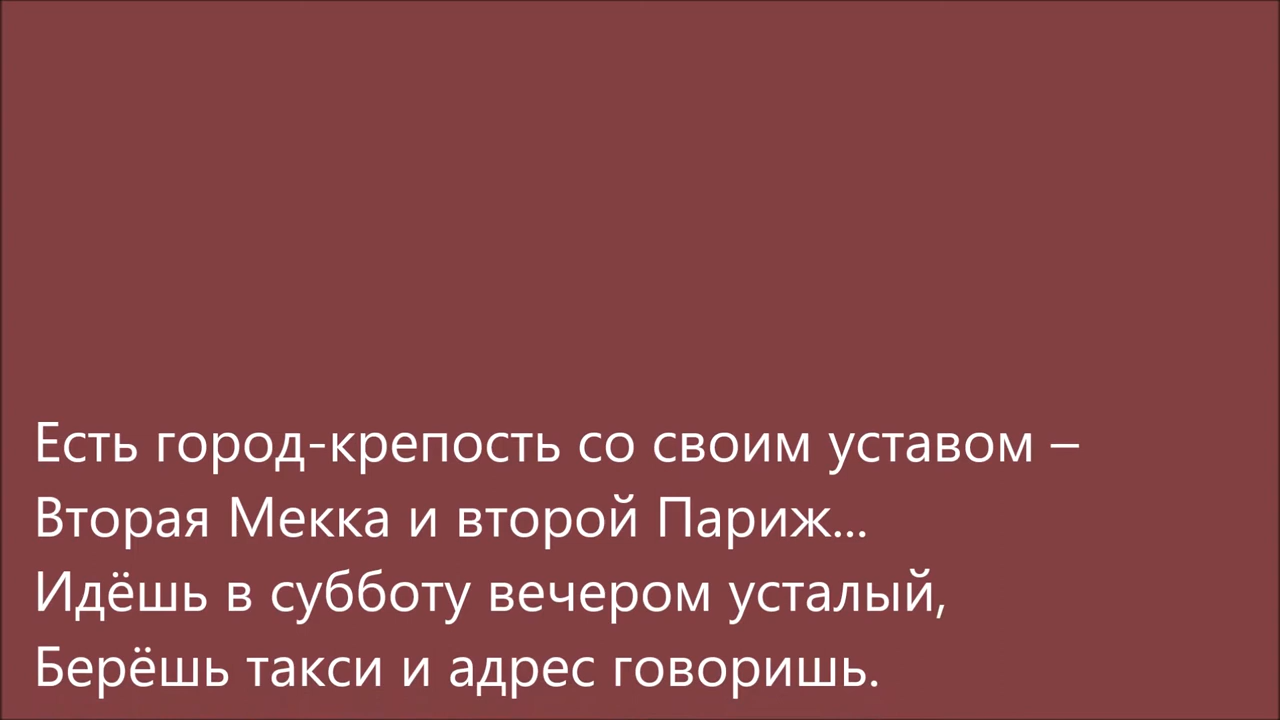 Есть город-крепость со своим уставом –
Вторая Мекка и второй Париж...
Идёшь в субботу вечером усталый,
Берёшь такси и адрес говоришь.